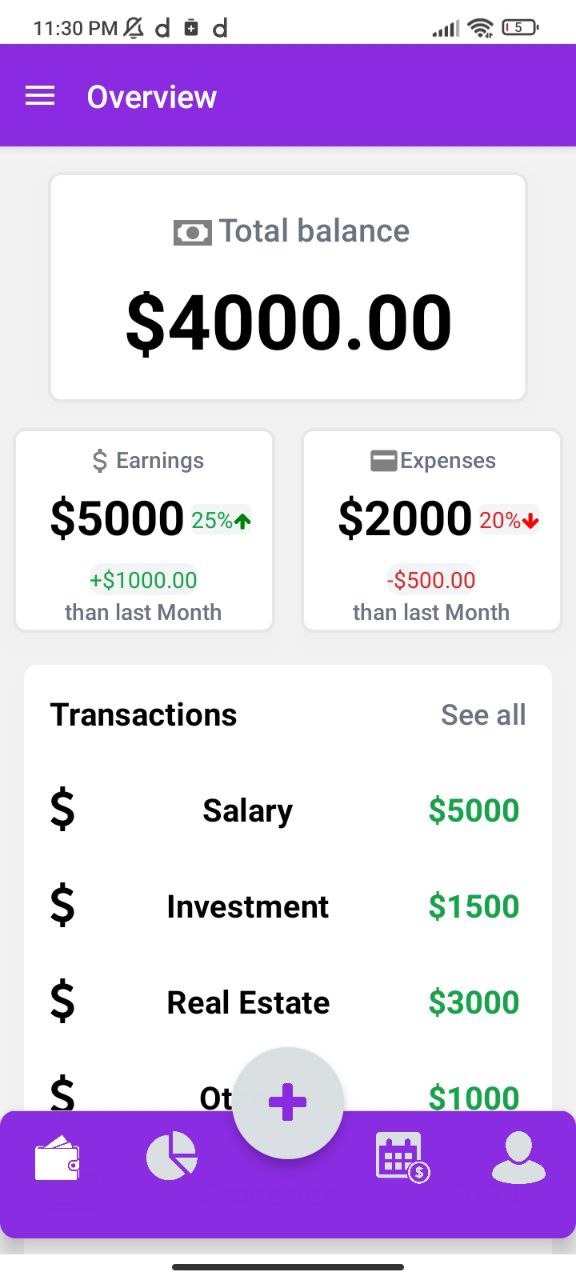 11:30 PM d d 5
Overview
Total balance
$4000.00
$ Earnings
$5000 25%
+$1000.00
than last Month
Expenses
$2000 20%
-$500.00
than last Month
Transactions See all
$ Salary $5000
$ Investment $1500
$ Real Estate $3000
$ Ot $1000
$